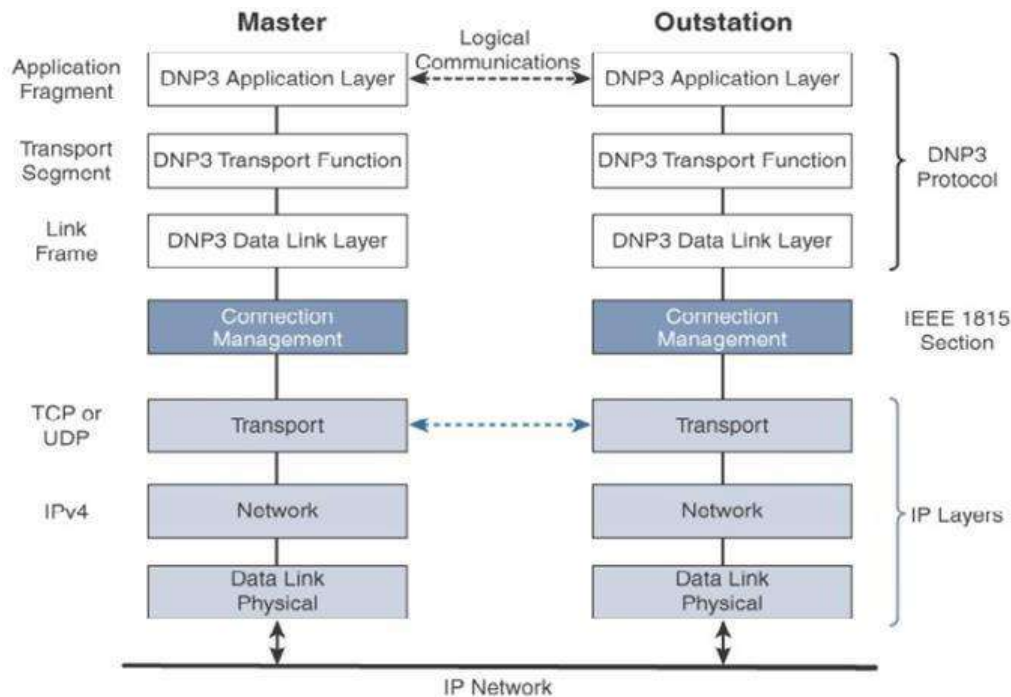 Master
Outstation
Logical
Communications
Application
Fragment
DNP3 Application Layer
DNP3 Application Layer
Transport
Segment
DNP3 Transport Function
DNP3 Transport Function
DNP3
Protocol
Link
Frame
DNP3 Data Link Layer
DNP3 Data Link Layer
Connection
Management
Connection
Management
IEEE 1815
Section
TCP or
UDP
Transport
Transport
IPv4
Network
Network
IP Layers
Data Link
Physical
Data Link
Physical
IP Network